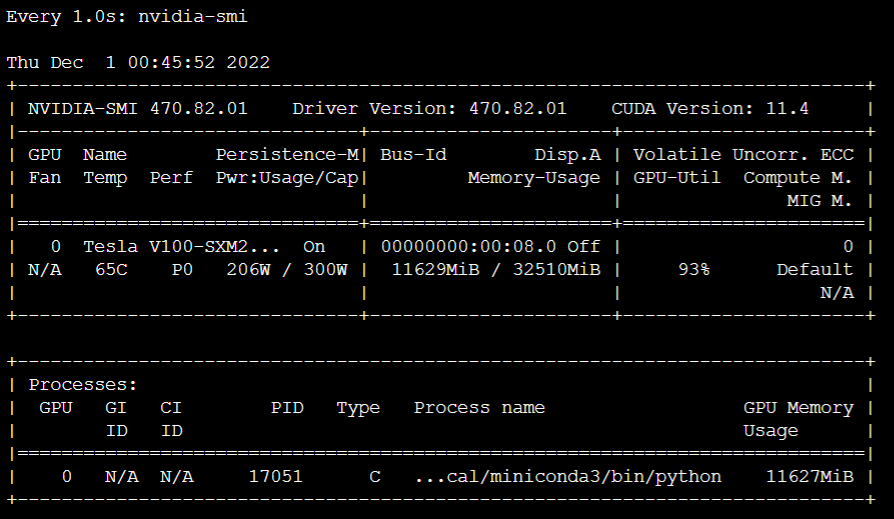 Every 1.0s: nvidia-smi
Thu Dec  1 00:45:52 2022
+-----------------------------------------------------------------------------+
| NVIDIA-SMI 470.82.01    Driver Version: 470.82.01    CUDA Version: 11.4     |
|-------------------------------+----------------------+----------------------+
| GPU  Name        Persistence-M| Bus-Id        Disp.A | Volatile Uncorr. ECC |
| Fan  Temp  Perf  Pwr:Usage/Cap|         Memory-Usage | GPU-Util  Compute M. |
|                               |                      |               MIG M. |
|===============================+======================+======================|
|   0  Tesla V100-SXM2...  On   | 00000000:00:08.0 Off |                    0 |
| N/A   65C    P0   206W / 300W |  11629MiB / 32510MiB |     93%      Default |
|                               |                      |                  N/A |
+-------------------------------+----------------------+----------------------+
+-----------------------------------------------------------------------------+
| Processes:                                                                  |
|  GPU   GI   CI        PID   Type   Process name                  GPU Memory |
|        ID   ID                                                   Usage      |
|=============================================================================|
|    0   N/A  N/A     17051      C   ...cal/miniconda3/bin/python    11627MiB |
+-----------------------------------------------------------------------------+